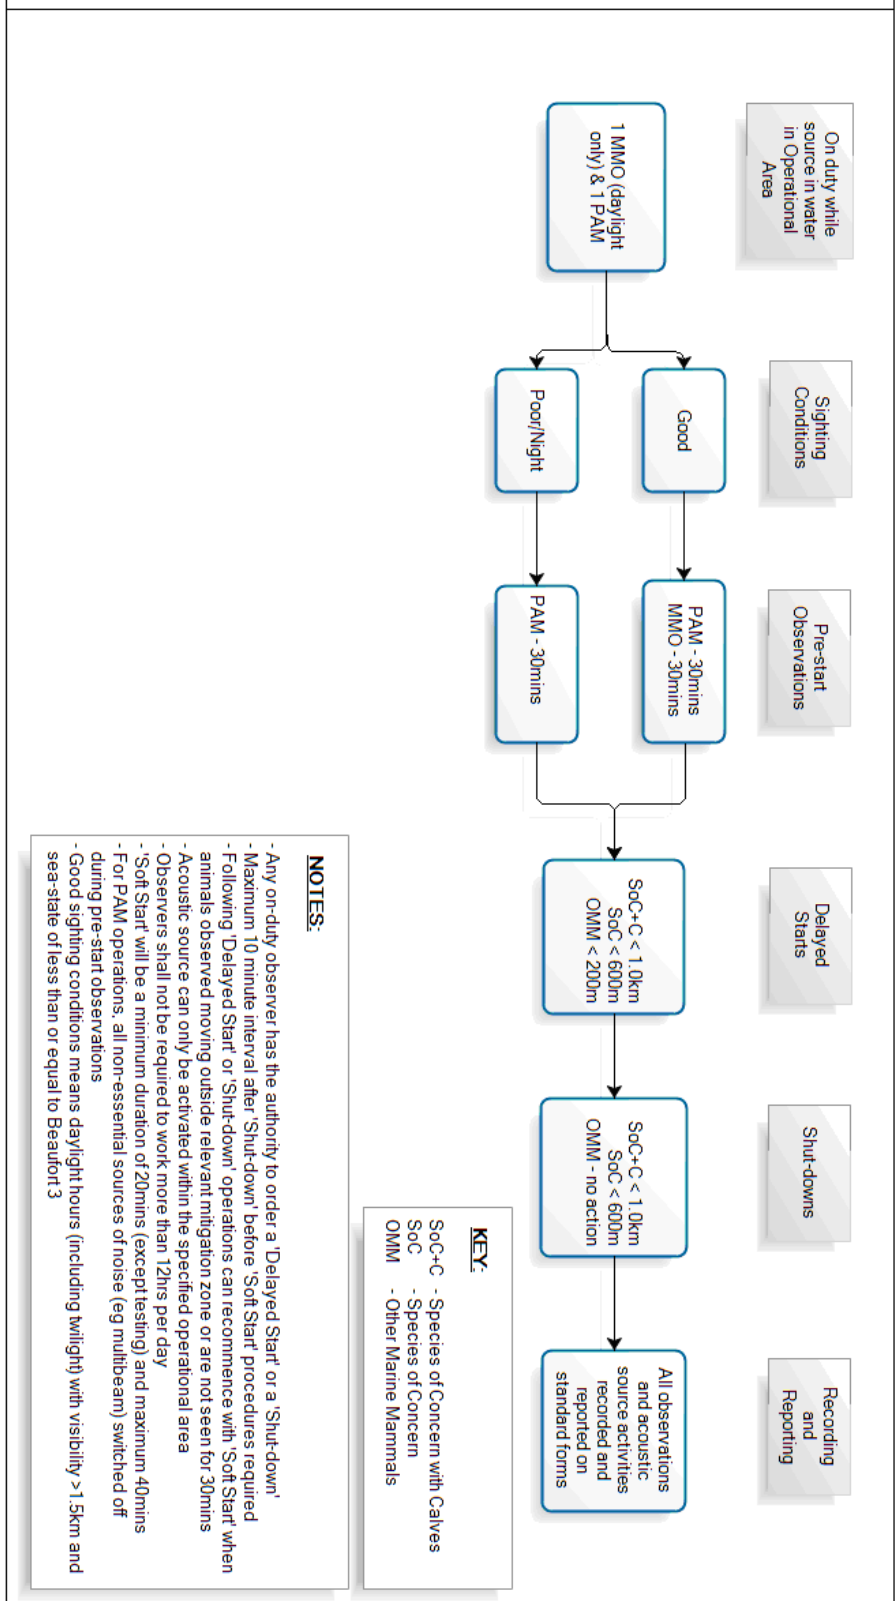 On duty while
source in water
in Operational
Area
Sighting
Conditions
Pre-start
Observations
Delayed
Starts
Shut-downs
Recording
and
Reporting
1 MMO (daylight
only) & 1 PAM
Good
Poor/Night
PAM - 30mins
MMO - 30mins
PAM - 30mins
SoC+C < 1.0km
SoC < 600m
OMM < 200m
SoC+C < 1.0km
SoC < 600m
OMM - no action
All observations
and acoustic
source activities
recorded and
reported on
standard forms
KEY:
SoC+C - Species of Concern with Calves
SoC - Species of Concern
OMM - Other Marine Mammals
NOTES:
- Any on-duty observer has the authority to order a 'Delayed Start' or a 'Shut-down'
- Maximum 10 minute interval after 'Shut-down' before 'Soft Start' procedures required
- Following 'Delayed Start' or 'Shut-down' operations can recommence with 'Soft Start' when
animals observed moving outside relevant mitigation zone or are not seen for 30mins
- Acoustic source can only be activated within the specified operational area
- Observers shall not be required to work more than 12hrs per day
- 'Soft Start' will be a minimum duration of 20mins (except testing) and maximum 40mins
- For PAM operations, all non-essential sources of noise (eg multibeam) switched off
during pre-start observations
- Good sighting conditions means daylight hours (including twilight) with visibility >1.5km and
sea-state of less than or equal to Beaufort 3